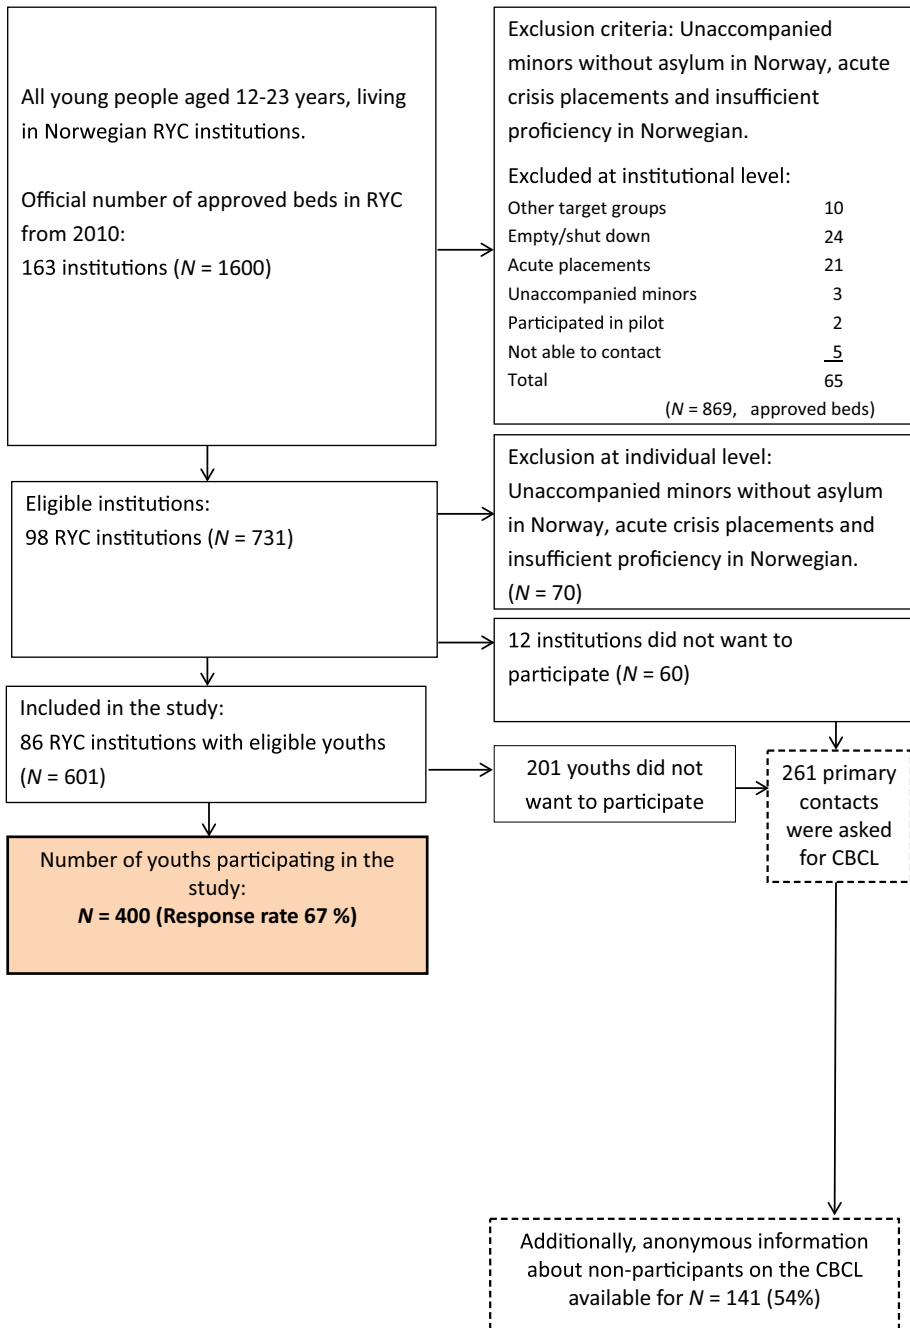 All young people aged 12-23 years, living
in Norwegian RYC institutions.
Official number of approved beds in RYC
from 2010:
163 institutions (N = 1600)
Exclusion criteria: Unaccompanied
minors without asylum in Norway, acute
crisis placements and insufficient
proficiency in Norwegian.
Excluded at institutional level:
Other target groups 10
Empty/shut down 24
Acute placements 21
Unaccompanied minors 3
Participated in pilot 2
Not able to contact 5
Total 65
(N = 869, approved beds)
Eligible institutions:
98 RYC institutions (N = 731)
Exclusion at individual level:
Unaccompanied minors without asylum
in Norway, acute crisis placements and
insufficient proficiency in Norwegian.
(N = 70)
12 institutions did not want to
participate (N = 60)
Included in the study:
86 RYC institutions with eligible youths
(N = 601)
201 youths did not
want to participate
261 primary
contacts
were asked
for CBCL
Number of youths participating in the
study:
N = 400 (Response rate 67 %)
Additionally, anonymous information
about non-participants on the CBCL
available for N = 141 (54%)